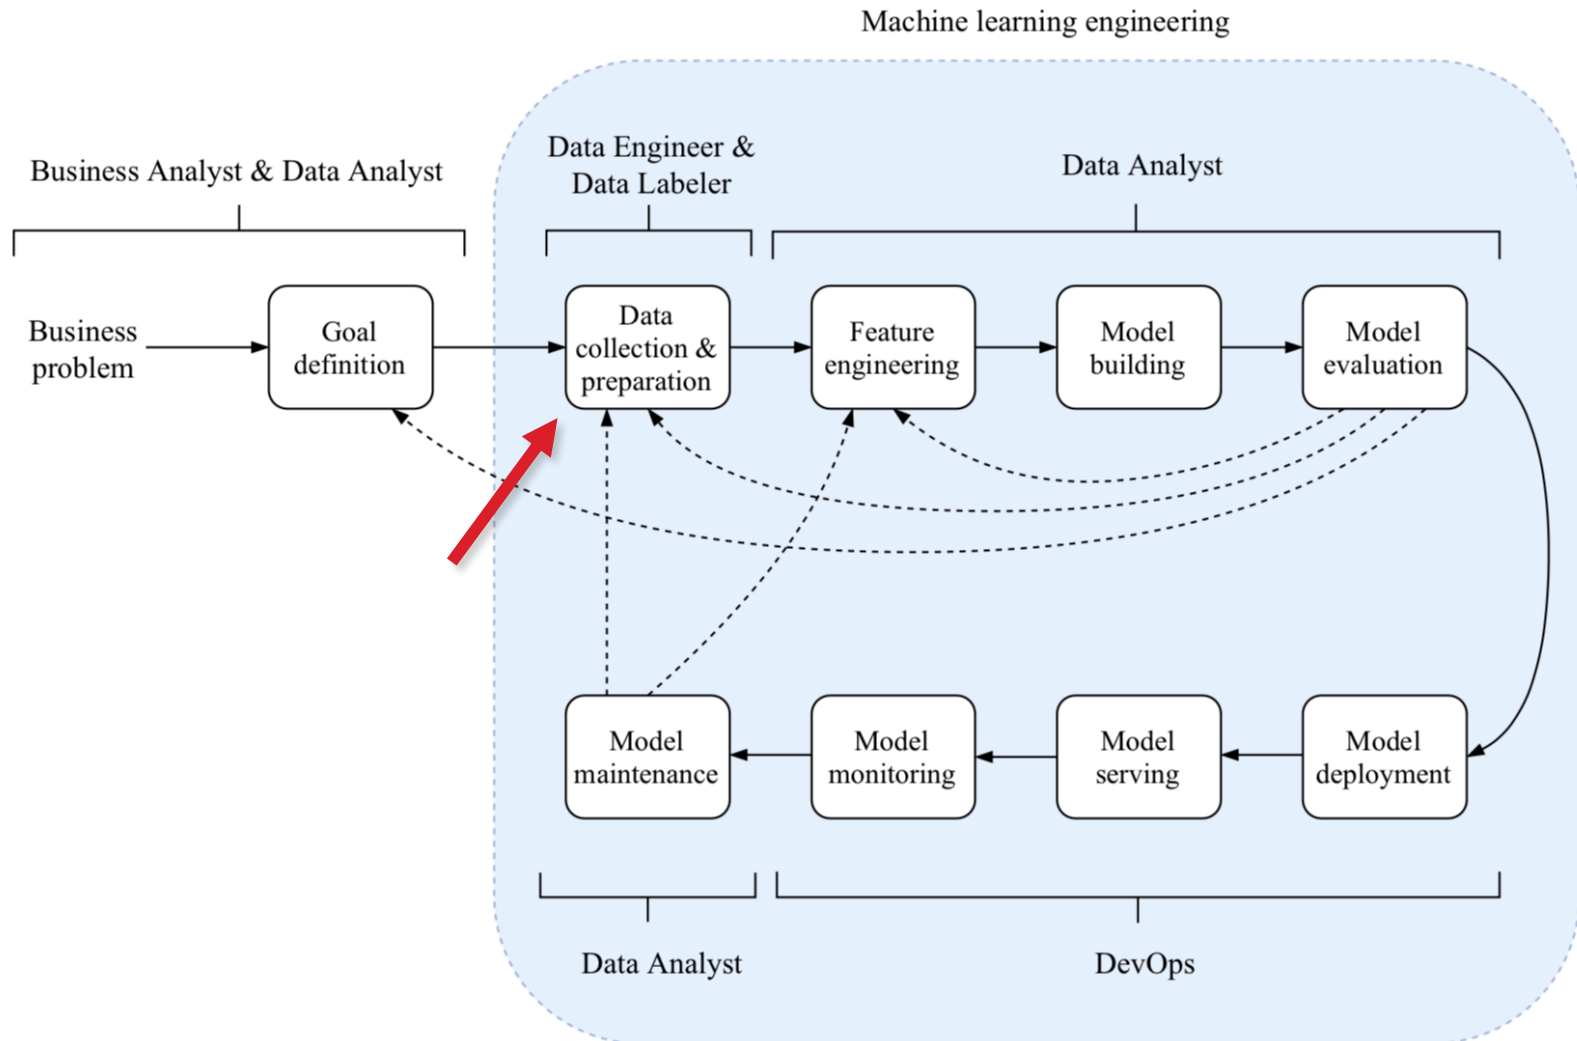 Machine learning engineering
Business Analyst & Data Analyst
Data Engineer &
Data Labeler
Data Analyst
Business
problem
Goal
definition
Data
collection &
preparation
Feature
engineering
Model
building
Model
evaluation
Model
maintenance
Model
monitoring
Model
serving
Model
deployment
Data Analyst
DevOps